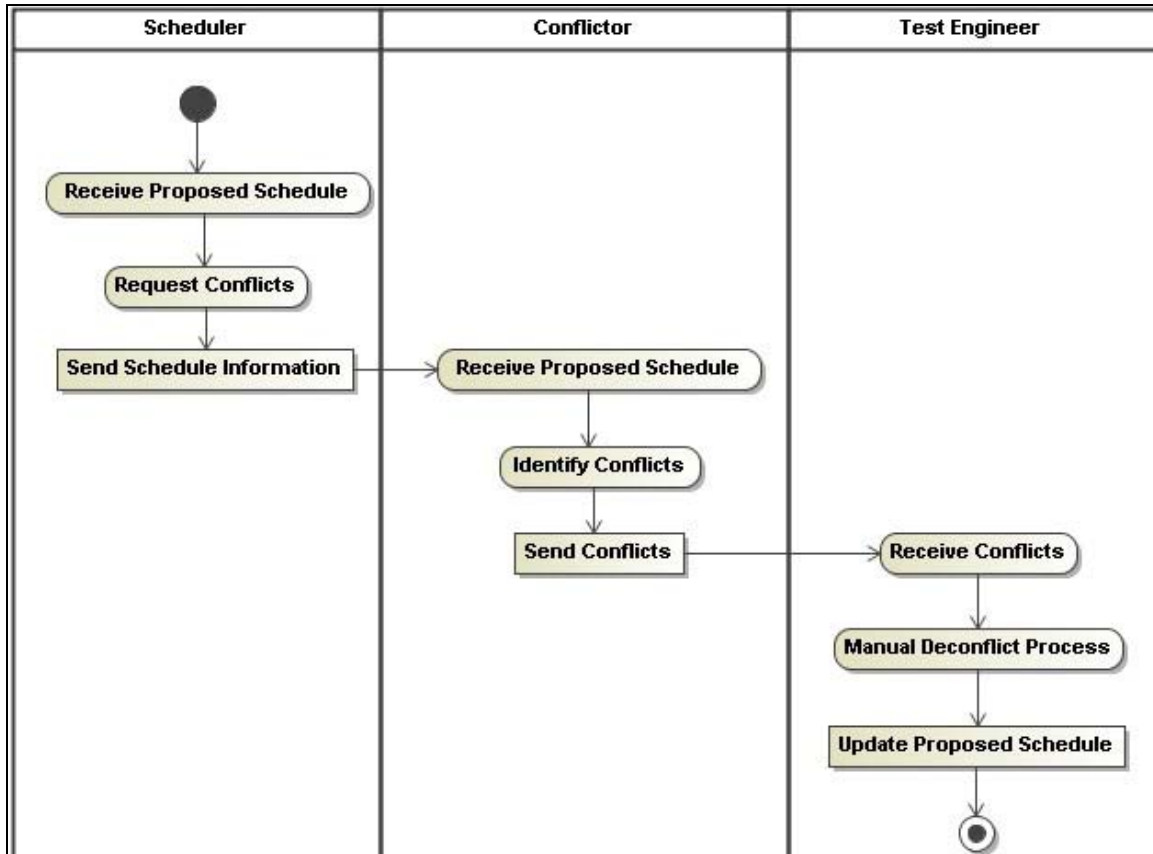 Scheduler
Conflictor
Test Engineer
Receive Proposed Schedule
Request Conflicts
Send Schedule Information
Receive Proposed Schedule
Identify Conflicts
Send Conflicts
Receive Conflicts
Manual Deconflict Process
Update Proposed Schedule